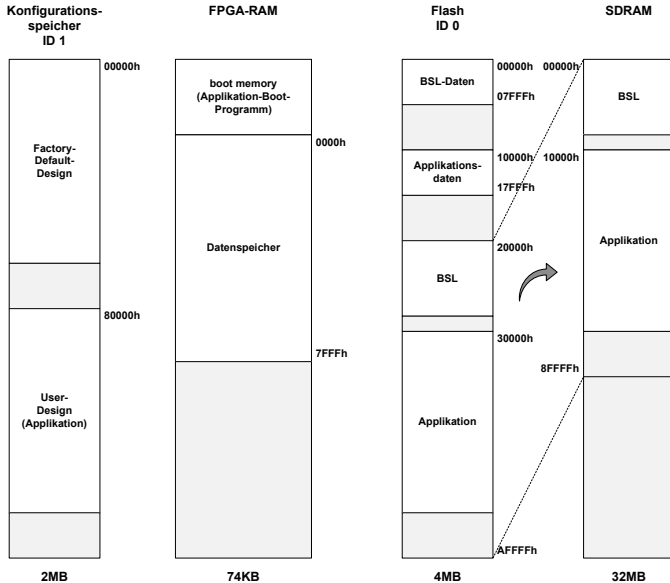 Konfigurations-
speicher
ID 1
00000h
Factory-
Default-
Design
80000h
User-
Design
(Applikation)
2MB
FPGA-RAM
boot memory
(Applikation-Boot-
Programm)
0000h
Datenspeicher
7FFFh
74KB
Flash
ID 0
00000h
BSL-Daten
07FFFh
10000h
Applikations-
daten
17FFFh
20000h
BSL
30000h
Applikation
AFFFFh
4MB
SDRAM
00000h
BSL
10000h
Applikation
8FFFFh
32MB